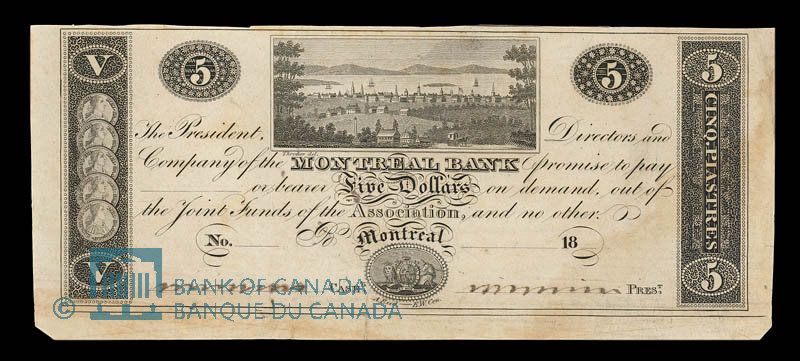 V
5
5
5
CINQ PIASTRES
The President, Directors and
Company of the MONTREAL BANK promise to pay
or bearer Five Dollars on demand, out of
the Joint Funds of the Association, and no other.
No. Montreal 18
V
5
PREST.
© BANK OF CANADA
BANQUE DU CANADA